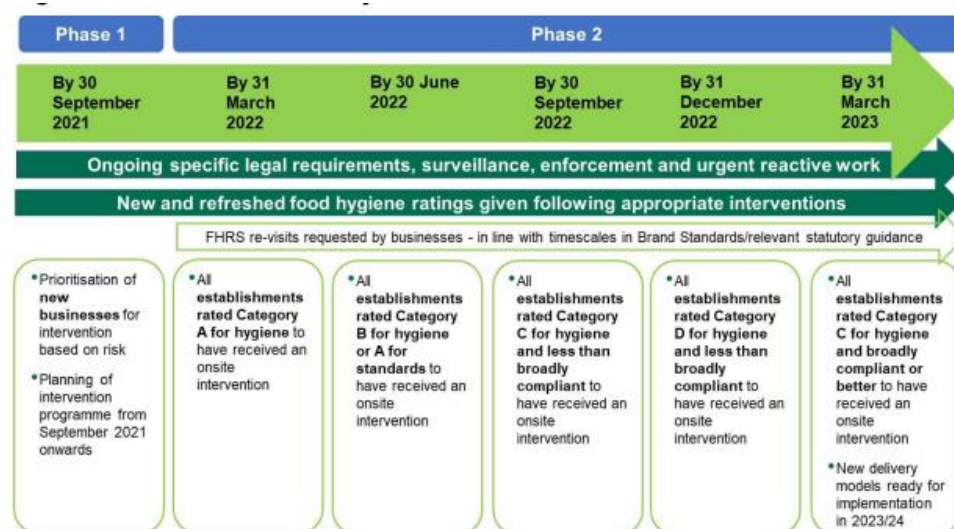 Phase 1
Phase 2
By 30
September
2021
By 31
March
2022
By 30 June
2022
By 30
September
2022
By 31
December
2022
By 31
March
2023
Ongoing specific legal requirements, surveillance, enforcement and urgent reactive work
New and refreshed food hygiene ratings given following appropriate interventions
FHRS re-visits requested by businesses - in line with timescales in Brand Standards/relevant statutory guidance
•Prioritisation of
new
businesses for
intervention
based on risk
•Planning of
intervention
programme from
September 2021
onwards
•All
establishments
rated Category
A for hygiene to
have received an
onsite
intervention
•All
establishments
rated Category
B for hygiene
or A for
standards to
have received an
onsite
intervention
•All
establishments
rated Category
C for hygiene
and less than
broadly
compliant to
have received an
onsite
intervention
•All
establishments
rated Category
D for hygiene
and less than
broadly
compliant to
have received an
onsite
intervention
•All
establishments
rated Category
C for hygiene
and broadly
compliant or
better to have
received an
onsite
intervention
•New delivery
models ready for
implementation
in 2023/24